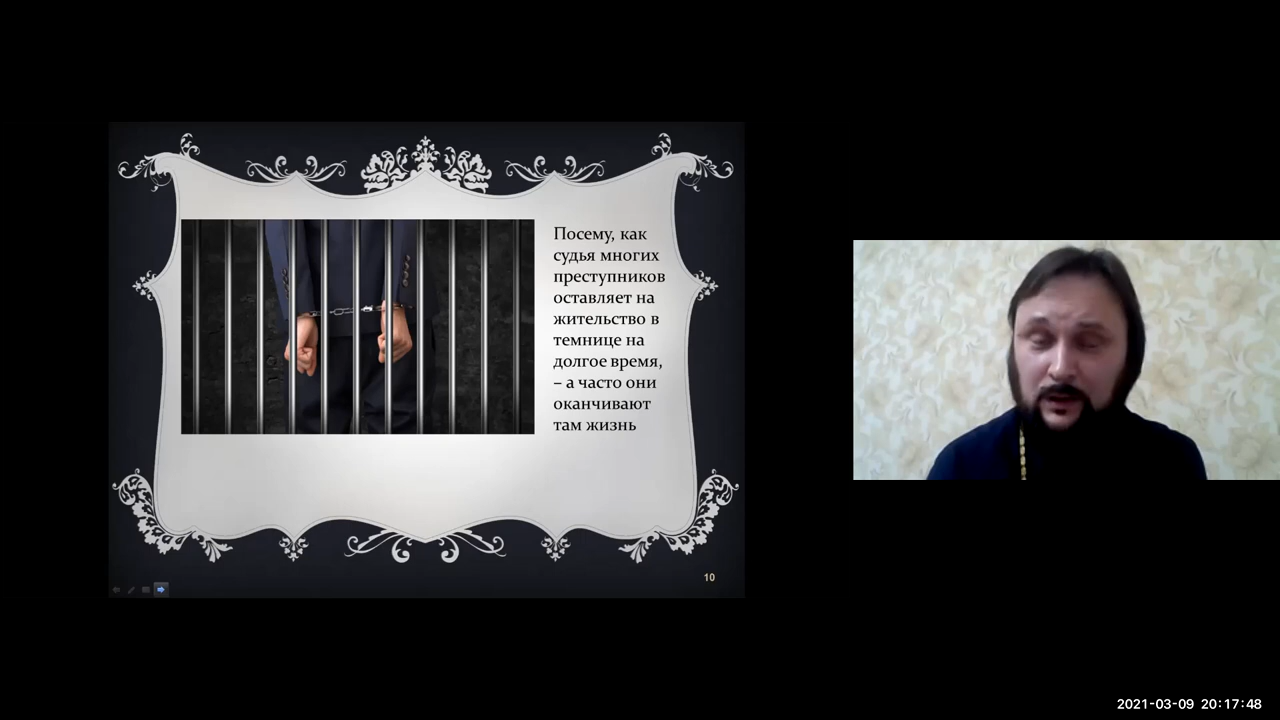 Посему, как
судья многих
преступников
оставляет на
жительство в
темнице на
долгое время,
– а часто они
оканчивают
там жизнь
10
2021-03-09 20:17:48